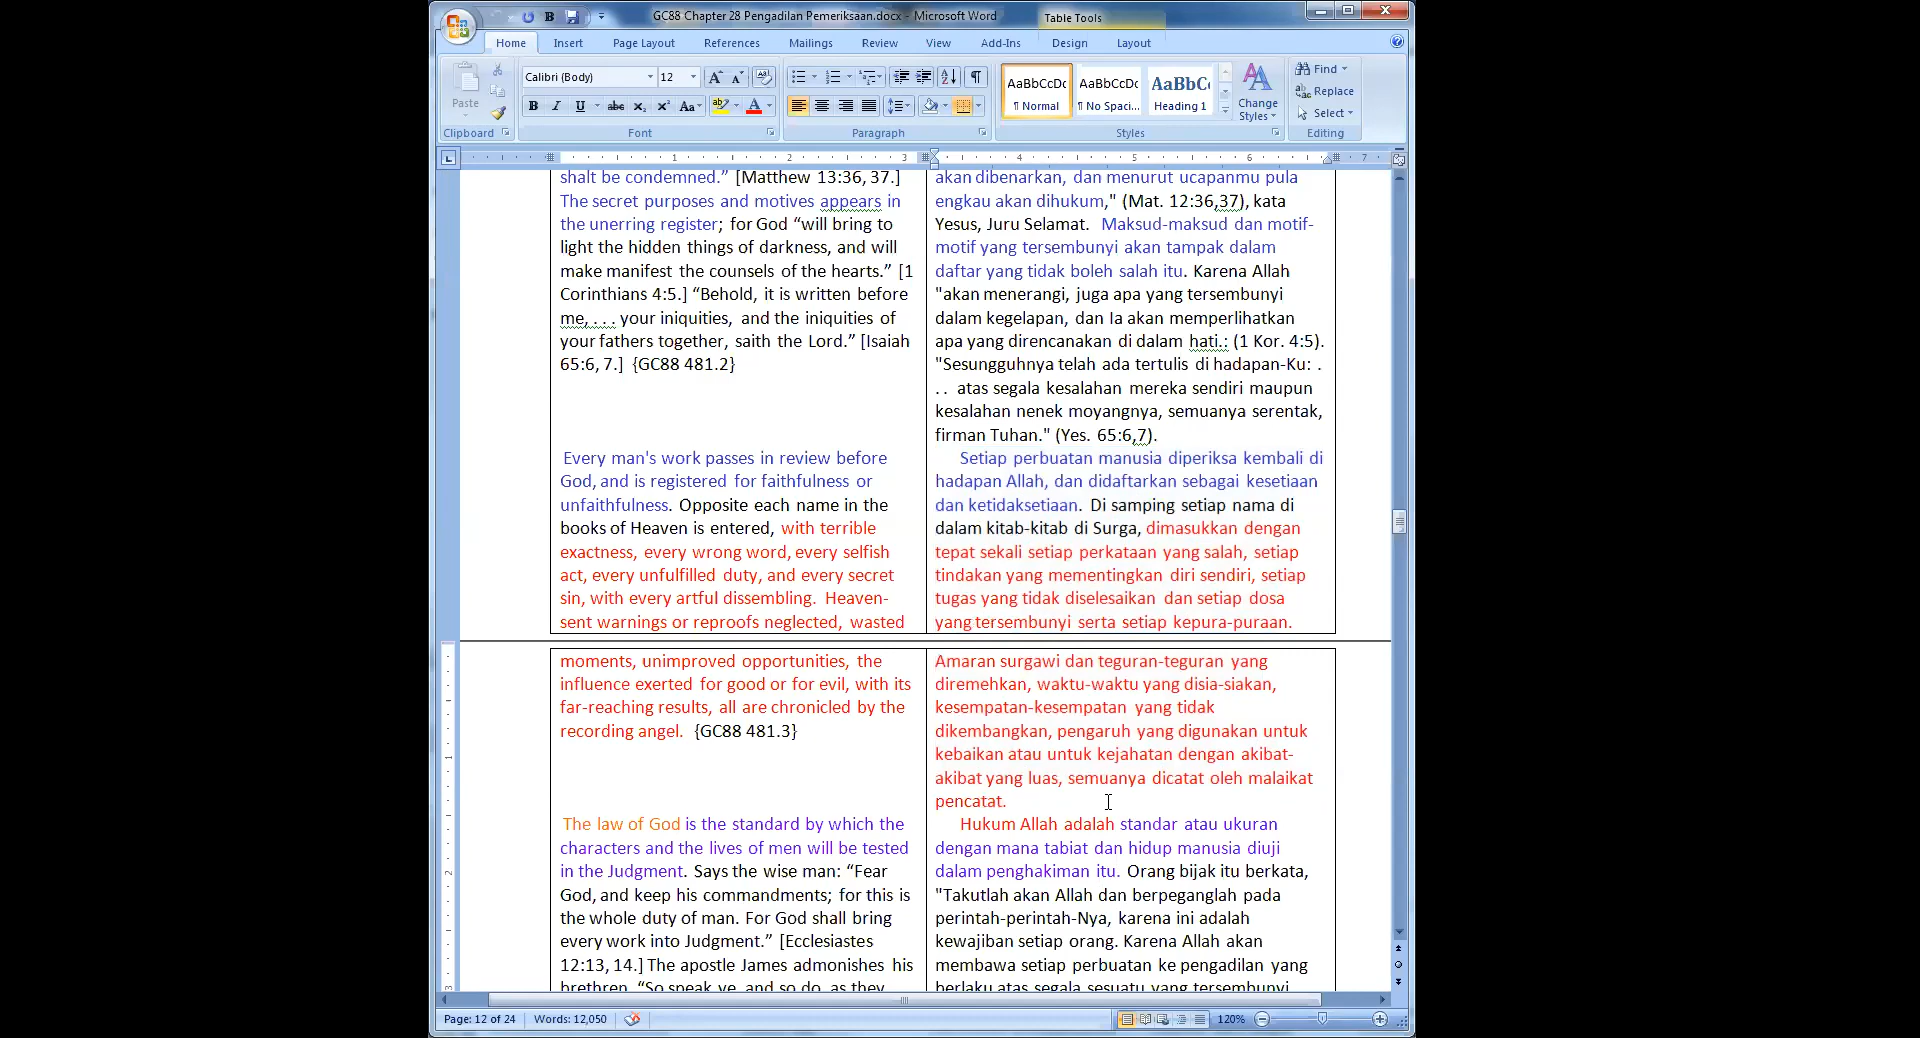 GC88 Chapter 28 Pengadilan Pemeriksaan.docx - Microsoft Word
Table Tools
Home Insert Page Layout References Mailings Review View Add-Ins Design Layout
Calibri (Body) 12
AaBbCcDc AaBbCcDc AaBbC
Find
Replace
Select
Paste
¶ Normal ¶ No Spaci... Heading 1
Change
Styles
Clipboard Font Paragraph Styles Editing
1 2 3 4 5 6 7
shalt be condemned.” [Matthew 13:36, 37.]
The secret purposes and motives appears in
the unerring register; for God “will bring to
light the hidden things of darkness, and will
make manifest the counsels of the hearts.” [1
Corinthians 4:5.] “Behold, it is written before
me, . . . your iniquities, and the iniquities of
your fathers together, saith the Lord.” [Isaiah
65:6, 7.] {GC88 481.2}
Every man's work passes in review before
God, and is registered for faithfulness or
unfaithfulness. Opposite each name in the
books of Heaven is entered, with terrible
exactness, every wrong word, every selfish
act, every unfulfilled duty, and every secret
sin, with every artful dissembling. Heaven-
sent warnings or reproofs neglected, wasted
moments, unimproved opportunities, the
influence exerted for good or for evil, with its
far-reaching results, all are chronicled by the
recording angel. {GC88 481.3}
The law of God is the standard by which the
characters and the lives of men will be tested
in the Judgment. Says the wise man: “Fear
God, and keep his commandments; for this is
the whole duty of man. For God shall bring
every work into Judgment.” [Ecclesiastes
12:13, 14.] The apostle James admonishes his
brethren, “So speak ye, and so do, as they
akan dibenarkan, dan menurut ucapanmu pula
engkau akan dihukum," (Mat. 12:36,37), kata
Yesus, Juru Selamat. Maksud-maksud dan motif-
motif yang tersembunyi akan tampak dalam
daftar yang tidak boleh salah itu. Karena Allah
"akan menerangi, juga apa yang tersembunyi
dalam kegelapan, dan Ia akan memperlihatkan
apa yang direncanakan di dalam hati.: (1 Kor. 4:5).
"Sesungguhnya telah ada tertulis di hadapan-Ku: .
. . atas segala kesalahan mereka sendiri maupun
kesalahan nenek moyangnya, semuanya serentak,
firman Tuhan." (Yes. 65:6,7).
Setiap perbuatan manusia diperiksa kembali di
hadapan Allah, dan didaftarkan sebagai kesetiaan
dan ketidaksetiaan. Di samping setiap nama di
dalam kitab-kitab di Surga, dimasukkan dengan
tepat sekali setiap perkataan yang salah, setiap
tindakan yang mementingkan diri sendiri, setiap
tugas yang tidak diselesaikan dan setiap dosa
yang tersembunyi serta setiap kepura-puraan.
Amaran surgawi dan teguran-teguran yang
diremehkan, waktu-waktu yang disia-siakan,
kesempatan-kesempatan yang tidak
dikembangkan, pengaruh yang digunakan untuk
kebaikan atau untuk kejahatan dengan akibat-
akibat yang luas, semuanya dicatat oleh malaikat
pencatat.
Hukum Allah adalah standar atau ukuran
dengan mana tabiat dan hidup manusia diuji
dalam penghakiman itu. Orang bijak itu berkata,
"Takutlah akan Allah dan berpeganglah pada
perintah-perintah-Nya, karena ini adalah
kewajiban setiap orang. Karena Allah akan
membawa setiap perbuatan ke pengadilan yang
berlaku atas segala sesuatu yang tersembunyi
Page: 12 of 24 Words: 12,050 120%